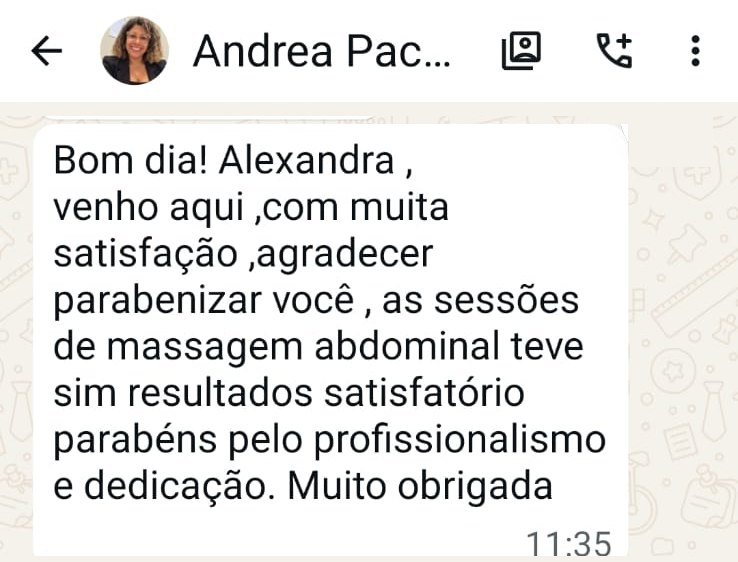 Andrea Pac...
Bom dia! Alexandra ,
venho aqui ,com muita
satisfação ,agradecer
parabenizar você , as sessões
de massagem abdominal teve
sim resultados satisfatório
parabéns pelo profissionalismo
e dedicação. Muito obrigada
11:35